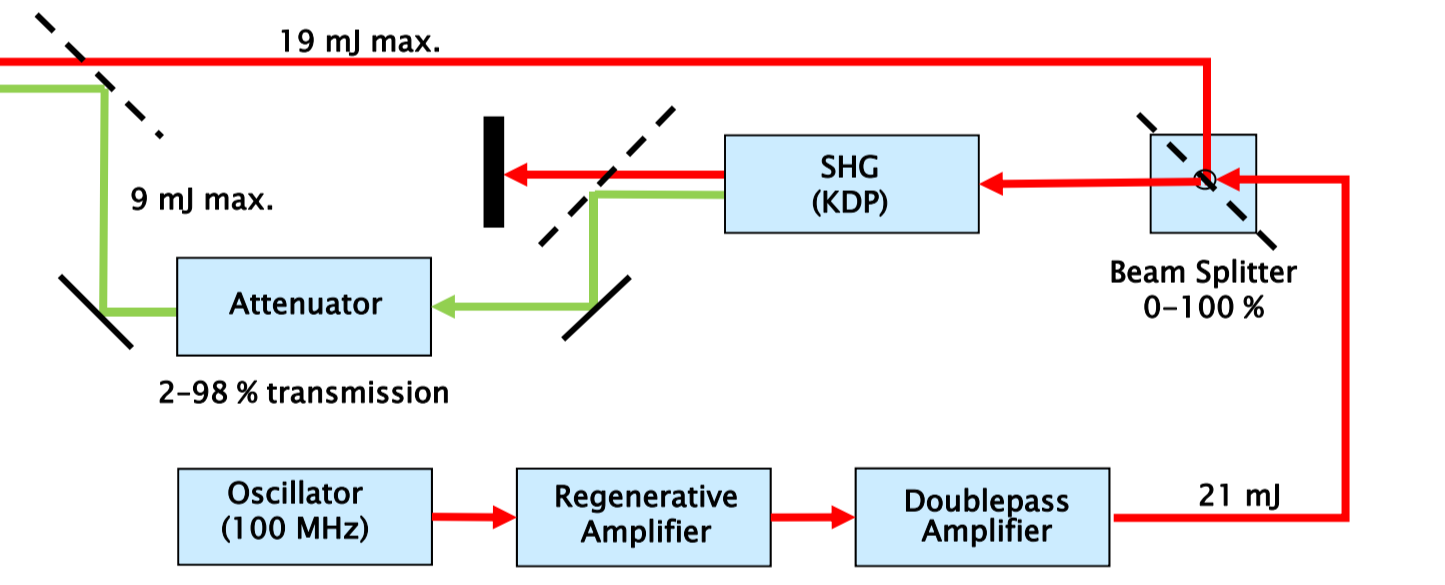 19 mJ max.
SHG
(KDP)
9 mJ max.
Beam Splitter
0-100 %
Attenuator
2-98 % transmission
Oscillator
(100 MHz)
Regenerative
Amplifier
Doublepass
Amplifier
21 mJ